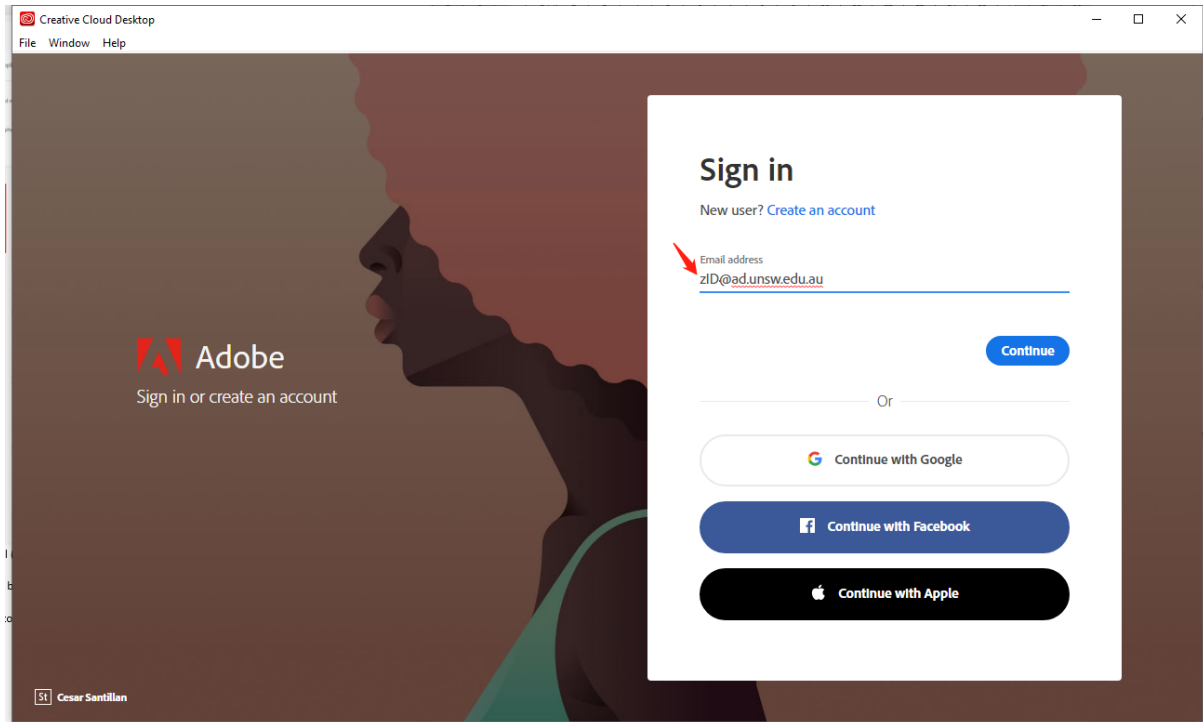 Creative Cloud Desktop
File Window Help
Sign in
New user? Create an account
Email address
zID@ad.unsw.edu.au
Continue
Or
Continue with Google
Continue with Facebook
Continue with Apple
Adobe
Sign in or create an account
St Cesar Santillan